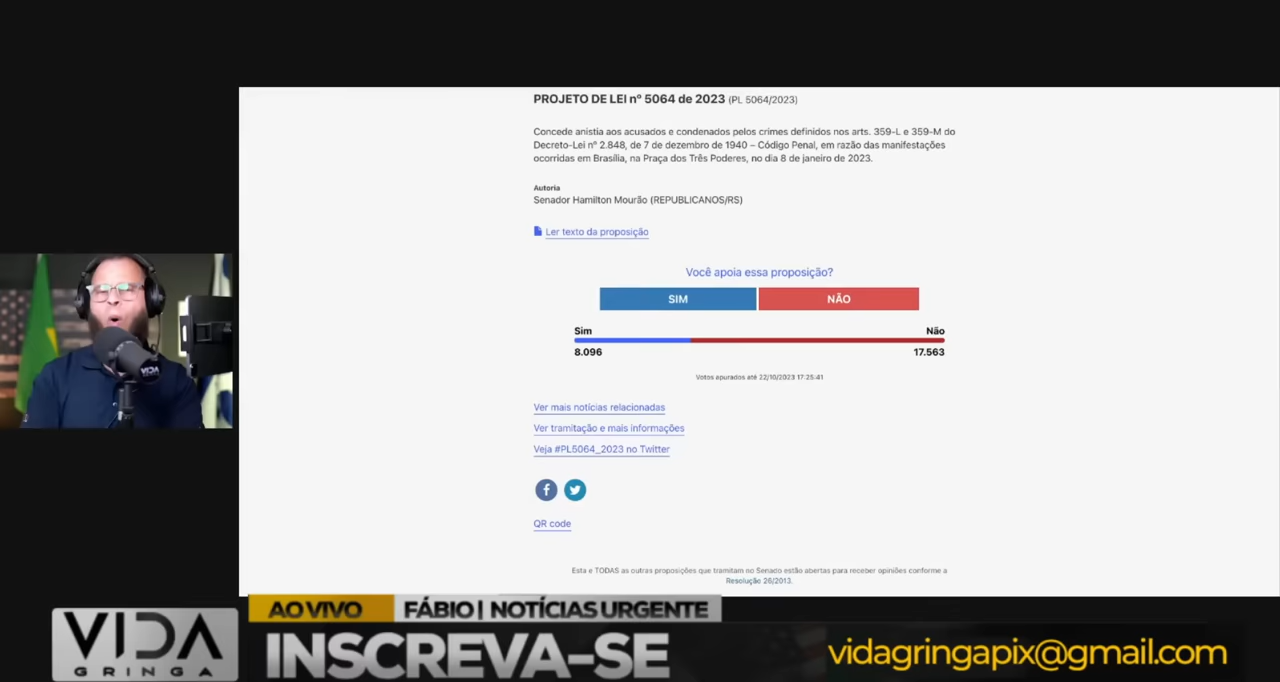 PROJETO DE LEI nº 5064 de 2023 (PL 5064/2023)
Concede anistia aos acusados e condenados pelos crimes definidos nos arts. 359-L e 359-M do
Decreto-Lei nº 2.848, de 7 de dezembro de 1940 – Código Penal, em razão das manifestações
ocorridas em Brasília, na Praça dos Três Poderes, no dia 8 de janeiro de 2023.
Autoria
Senador Hamilton Mourão (REPUBLICANOS/RS)
Ler texto da proposição
Você apoia essa proposição?
SIM NÃO
Sim Não
8.096 17.563
Votos apurados até 22/10/2023 17:25:41
Ver mais notícias relacionadas
Ver tramitação e mais informações
Veja #PL5064_2023 no Twitter
QR code
Esta e TODAS as outras proposições que tramitam no Senado estão abertas para receber opiniões conforme a
Resolução 26/2013.
VIDA
AO VIVO FÁBIO | NOTÍCIAS URGENTE
VIDA
GRINGA
INSCREVA-SE
vidagringapix@gmail.com